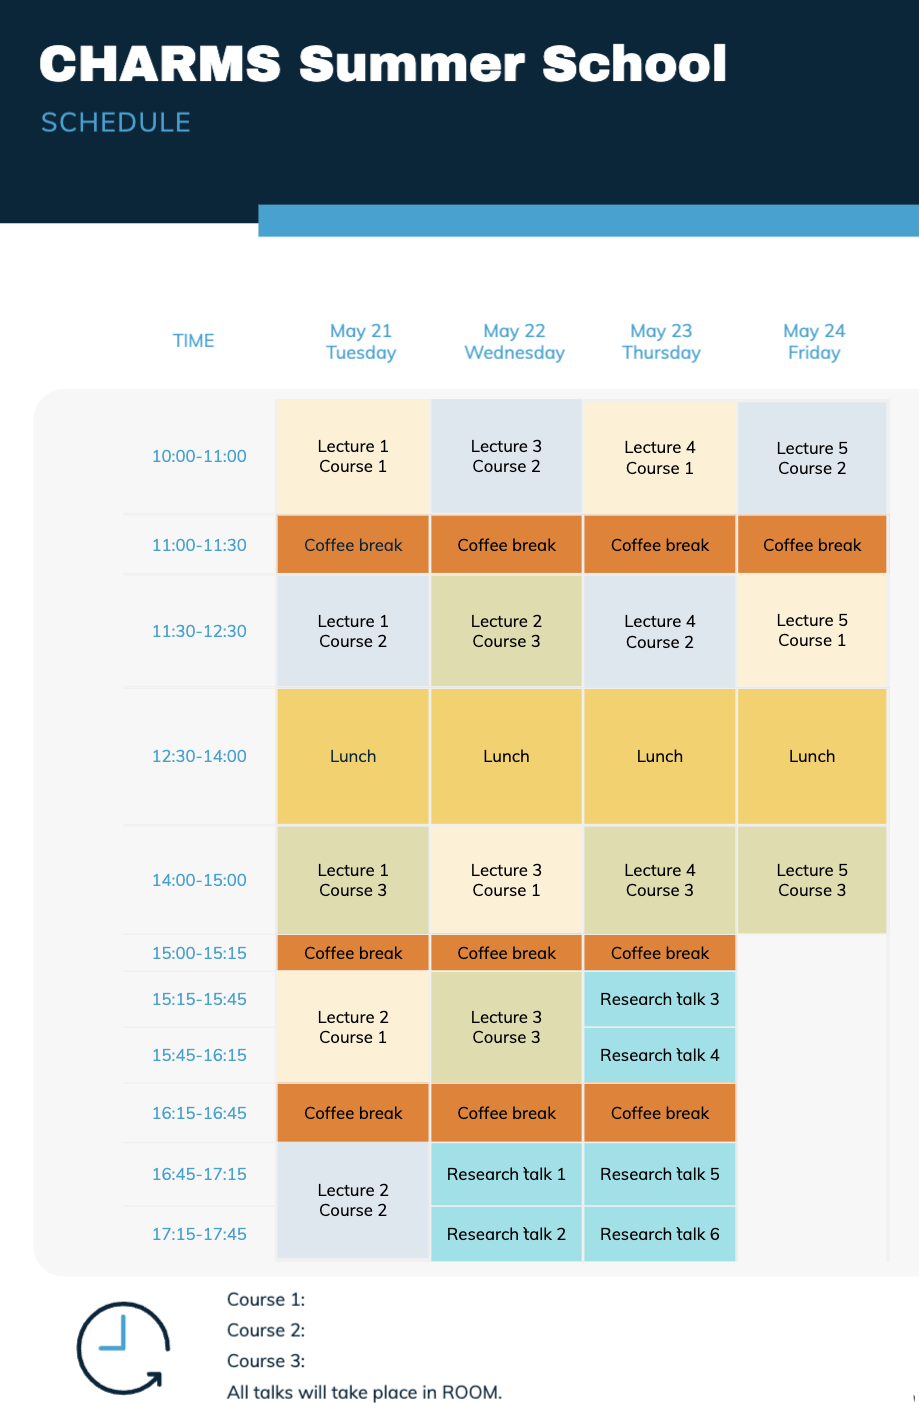 CHARMS Summer School
SCHEDULE
TIME
May 21
Tuesday
May 22
Wednesday
May 23
Thursday
May 24
Friday
10:00-11:00
Lecture 1
Course 1
Lecture 3
Course 2
Lecture 4
Course 1
Lecture 5
Course 2
11:00-11:30
Coffee break
Coffee break
Coffee break
Coffee break
11:30-12:30
Lecture 1
Course 2
Lecture 2
Course 3
Lecture 4
Course 2
Lecture 5
Course 1
12:30-14:00
Lunch
Lunch
Lunch
Lunch
14:00-15:00
Lecture 1
Course 3
Lecture 3
Course 1
Lecture 4
Course 3
Lecture 5
Course 3
15:00-15:15
Coffee break
Coffee break
Coffee break
15:15-15:45
Lecture 2
Course 1
Lecture 3
Course 3
Research talk 3
15:45-16:15
Research talk 4
16:15-16:45
Coffee break
Coffee break
Coffee break
16:45-17:15
Lecture 2
Course 2
Research talk 1
Research talk 5
17:15-17:45
Research talk 2
Research talk 6
Course 1:
Course 2:
Course 3:
All talks will take place in ROOM.